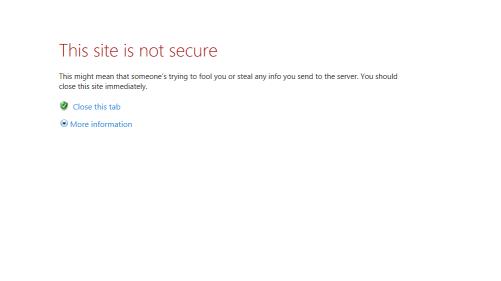 This site is not secure
This might mean that someone's trying to fool you or steal any info you send to the server. You should
close this site immediately.
Close this tab
More information